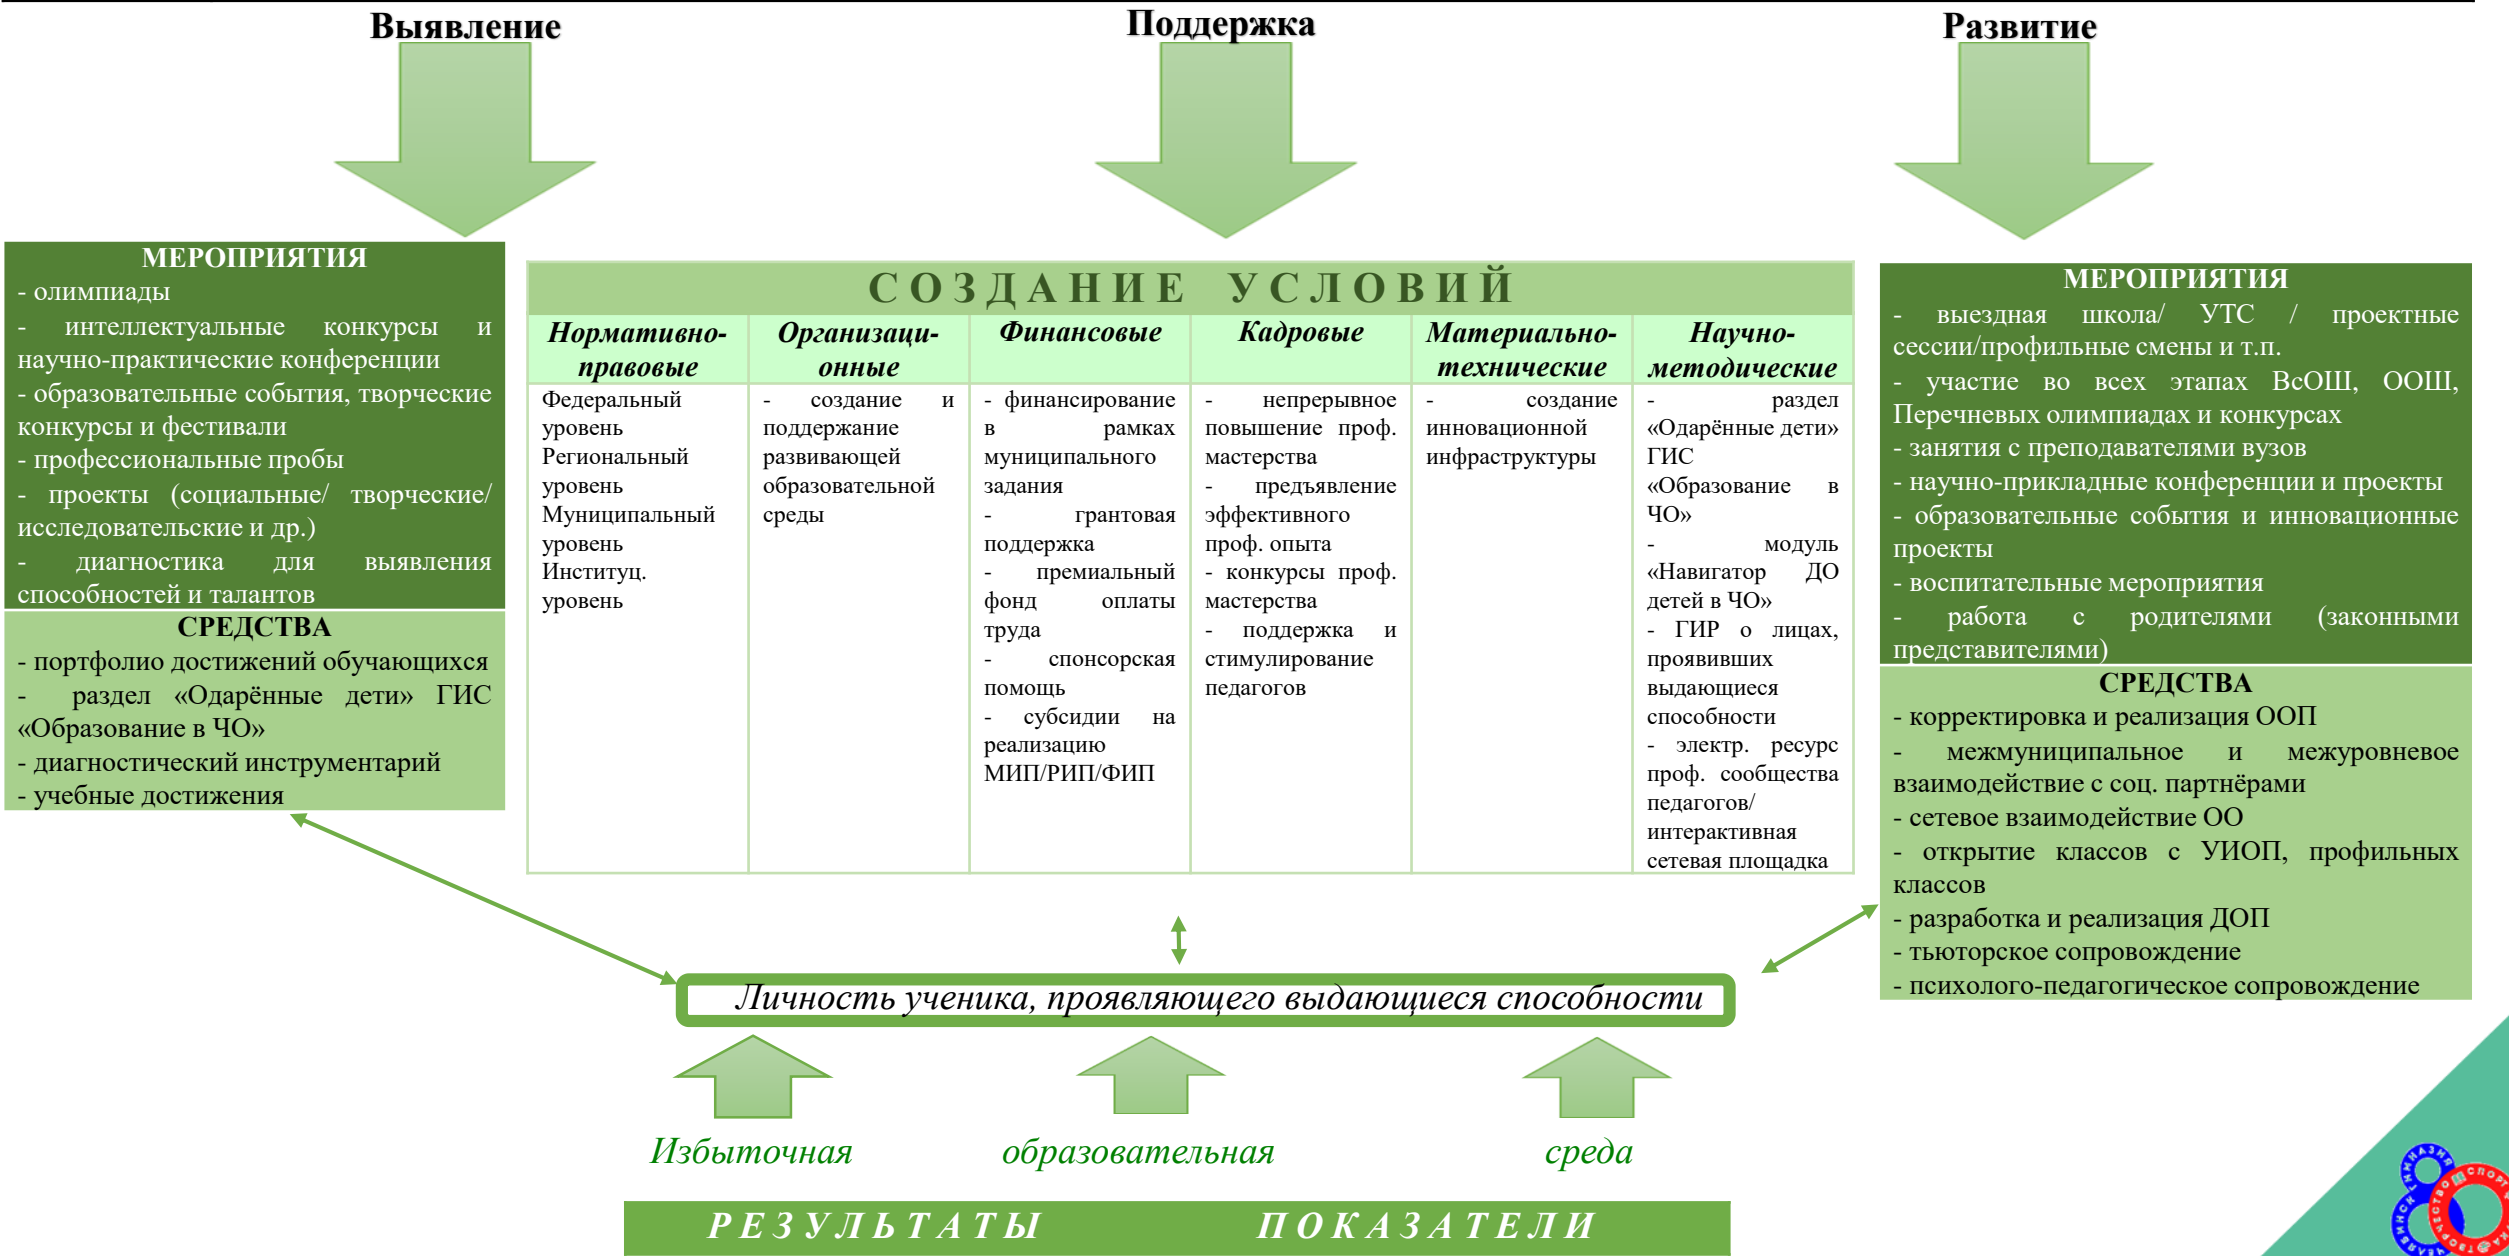 Выявление
Поддержка
Развитие
МЕРОПРИЯТИЯ
- олимпиады
- интеллектуальные конкурсы и
научно-практические конференции
- образовательные события, творческие
конкурсы и фестивали
- профессиональные пробы
- проекты (социальные/ творческие/
исследовательские и др.)
- диагностика для выявления
способностей и талантов
СРЕДСТВА
- портфолио достижений обучающихся
- раздел «Одарённые дети» ГИС
«Образование в ЧО»
- диагностический инструментарий
- учебные достижения
СОЗДАНИЕ УСЛОВИЙ
Нормативно-
правовые
Федеральный
уровень
Региональный
уровень
Муниципальный
уровень
Институц.
уровень
Организаци-
онные
- создание и
поддержание
развивающей
образовательной
среды
Финансовые
- финансирование
в рамках
муниципального
задания
- грантовая
поддержка
- премиальный
фонд оплаты
труда
- спонсорская
помощь
- субсидии на
реализацию
МИП/РИП/ФИП
Кадровые
- непрерывное
повышение проф.
мастерства
- предъявление
эффективного
проф. опыта
- конкурсы проф.
мастерства
- поддержка и
стимулирование
педагогов
Материально-
технические
- создание
инновационной
инфраструктуры
Научно-
методические
- раздел
«Одарённые дети»
ГИС
«Образование в
ЧО»
- модуль
«Навигатор ДО
детей в ЧО»
- ГИР о лицах,
проявивших
выдающиеся
способности
- электр. ресурс
проф. сообщества
педагогов/
интерактивная
сетевая площадка
МЕРОПРИЯТИЯ
- выездная школа/ УТС / проектные
сессии/профильные смены и т.п.
- участие во всех этапах ВсОШ, ООШ,
Перечневых олимпиадах и конкурсах
- занятия с преподавателями вузов
- научно-прикладные конференции и проекты
- образовательные события и инновационные
проекты
- воспитательные мероприятия
- работа с родителями (законными
представителями)
СРЕДСТВА
- корректировка и реализация ООП
- межмуниципальное и межуровневое
взаимодействие с соц. партнёрами
- сетевое взаимодействие ОО
- открытие классов с УИОП, профильных
классов
- разработка и реализация ДОП
- тьюторское сопровождение
- психолого-педагогическое сопровождение
Личность ученика, проявляющего выдающиеся способности
Избыточная образовательная среда
РЕЗУЛЬТАТЫ ПОКАЗАТЕЛИ
ГИМНАЗИЯ
СПОРТ
ТВОРЧЕСТВО